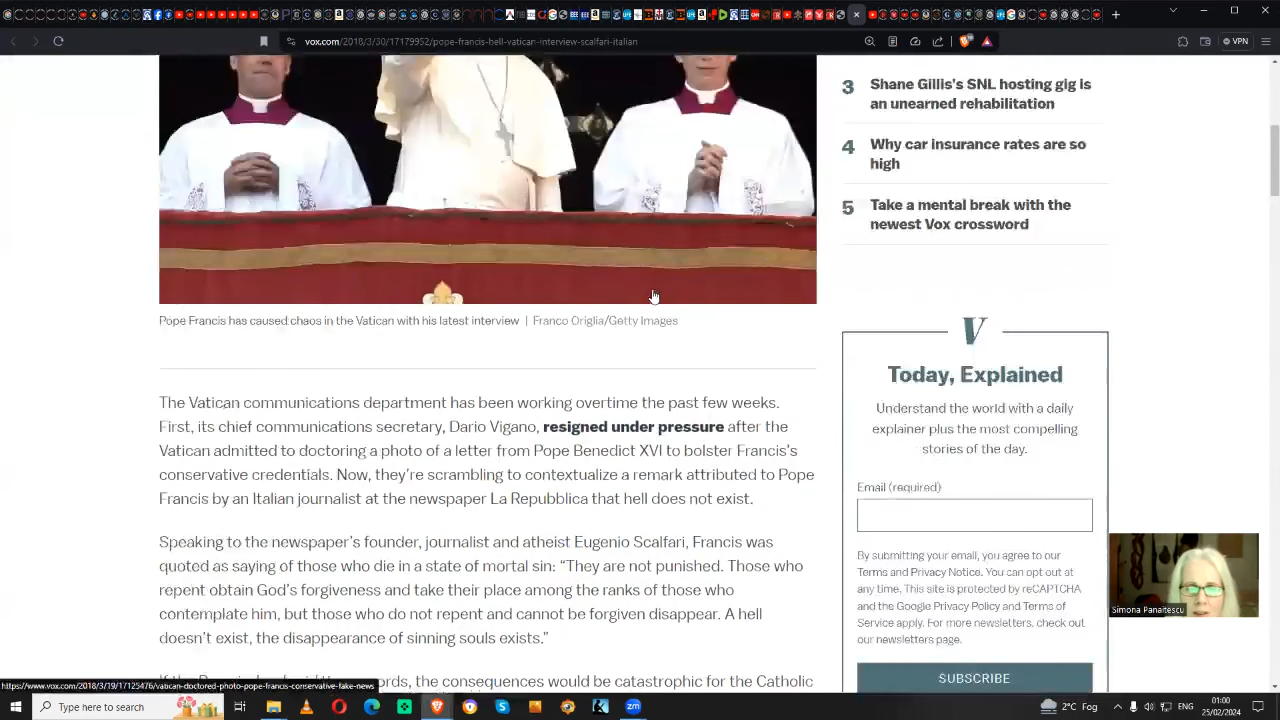 vox.com/2018/3/30/17179952/pope-francis-hell-vatican-interview-scalfari-italian
VPN
3 Shane Gillis's SNL hosting gig is
an unearned rehabilitation
4 Why car insurance rates are so
high
5 Take a mental break with the
newest Vox crossword
Pope Francis has caused chaos in the Vatican with his latest interview | Franco Origlia/Getty Images
The Vatican communications department has been working overtime the past few weeks.
First, its chief communications secretary, Dario Vigano, resigned under pressure after the
Vatican admitted to doctoring a photo of a letter from Pope Benedict XVI to bolster Francis's
conservative credentials. Now, they're scrambling to contextualize a remark attributed to Pope
Francis by an Italian journalist at the newspaper La Repubblica that hell does not exist.
Speaking to the newspaper's founder, journalist and atheist Eugenio Scalfari, Francis was
quoted as saying of those who die in a state of mortal sin: “They are not punished. Those who
repent obtain God's forgiveness and take their place among the ranks of those who
contemplate him, but those who do not repent and cannot be forgiven disappear. A hell
doesn't exist, the disappearance of sinning souls exists.”
words, the consequences would be catastrophic for the Catholic
V
Today, Explained
Understand the world with a daily
explainer plus the most compelling
stories of the day.
Email (required)
By submitting your email, you agree to our
Terms and Privacy Notice. You can opt out at
any time. This site is protected by reCAPTCHA
and the Google Privacy Policy and Terms of
Service apply. For more newsletters, check out
our newsletters page.
SUBSCRIBE
Simona Panaitescu
https://www.vox.com/2018/3/19/17125476/vatican-doctored-photo-pope-francis-conservative-fake-news
Type here to search
2°C Fog
ENG
01:00
25/02/2024